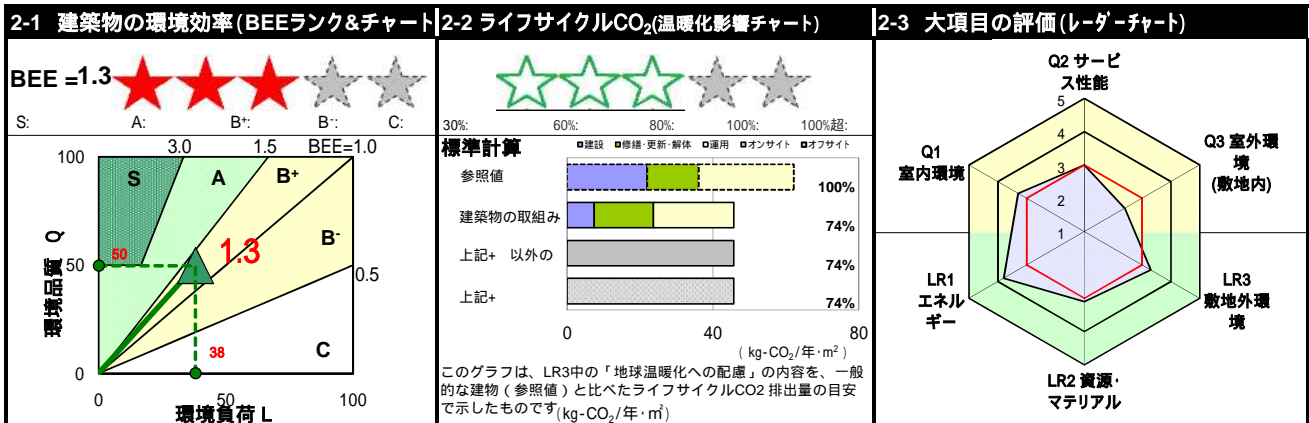 2-1 建築物の環境効率(BEEランク&チャート
BEE = 1.3
S: A: B+: B-: C:
3.0 1.5 BEE=1.0
100
S A B+
B-
50
50
1.3
0.5
C
38
0
0 50 100
環境品質 Q
環境負荷 L
2-2 ライフサイクルCO2(温暖化影響チャート)
30%: 60%: 80%: 100%: 100%超:
標準計算
■建設 ■修繕・更新・解体 □運用 ■オンサイト ■オフサイト
参照値 100%
建築物の取組み 74%
上記+ 以外の 74%
上記+ 74%
0 40 80
( kg-CO2/年・m2 )
このグラフは、LR3中の「地球温暖化への配慮」の内容を、一般
的な建物(参照値)と比べたライフサイクルCO2 排出量の目安
で示したものです(kg-CO2/年・㎡)
2-3 大項目の評価(レーダーチャート)
Q2 サービ
ス性能
5
4
3
2
1
Q1
室内環境
Q3 室外環
境
(敷地内)
LR1
エネル
ギー
LR3
敷地外環
境
LR2 資源・
マテリアル